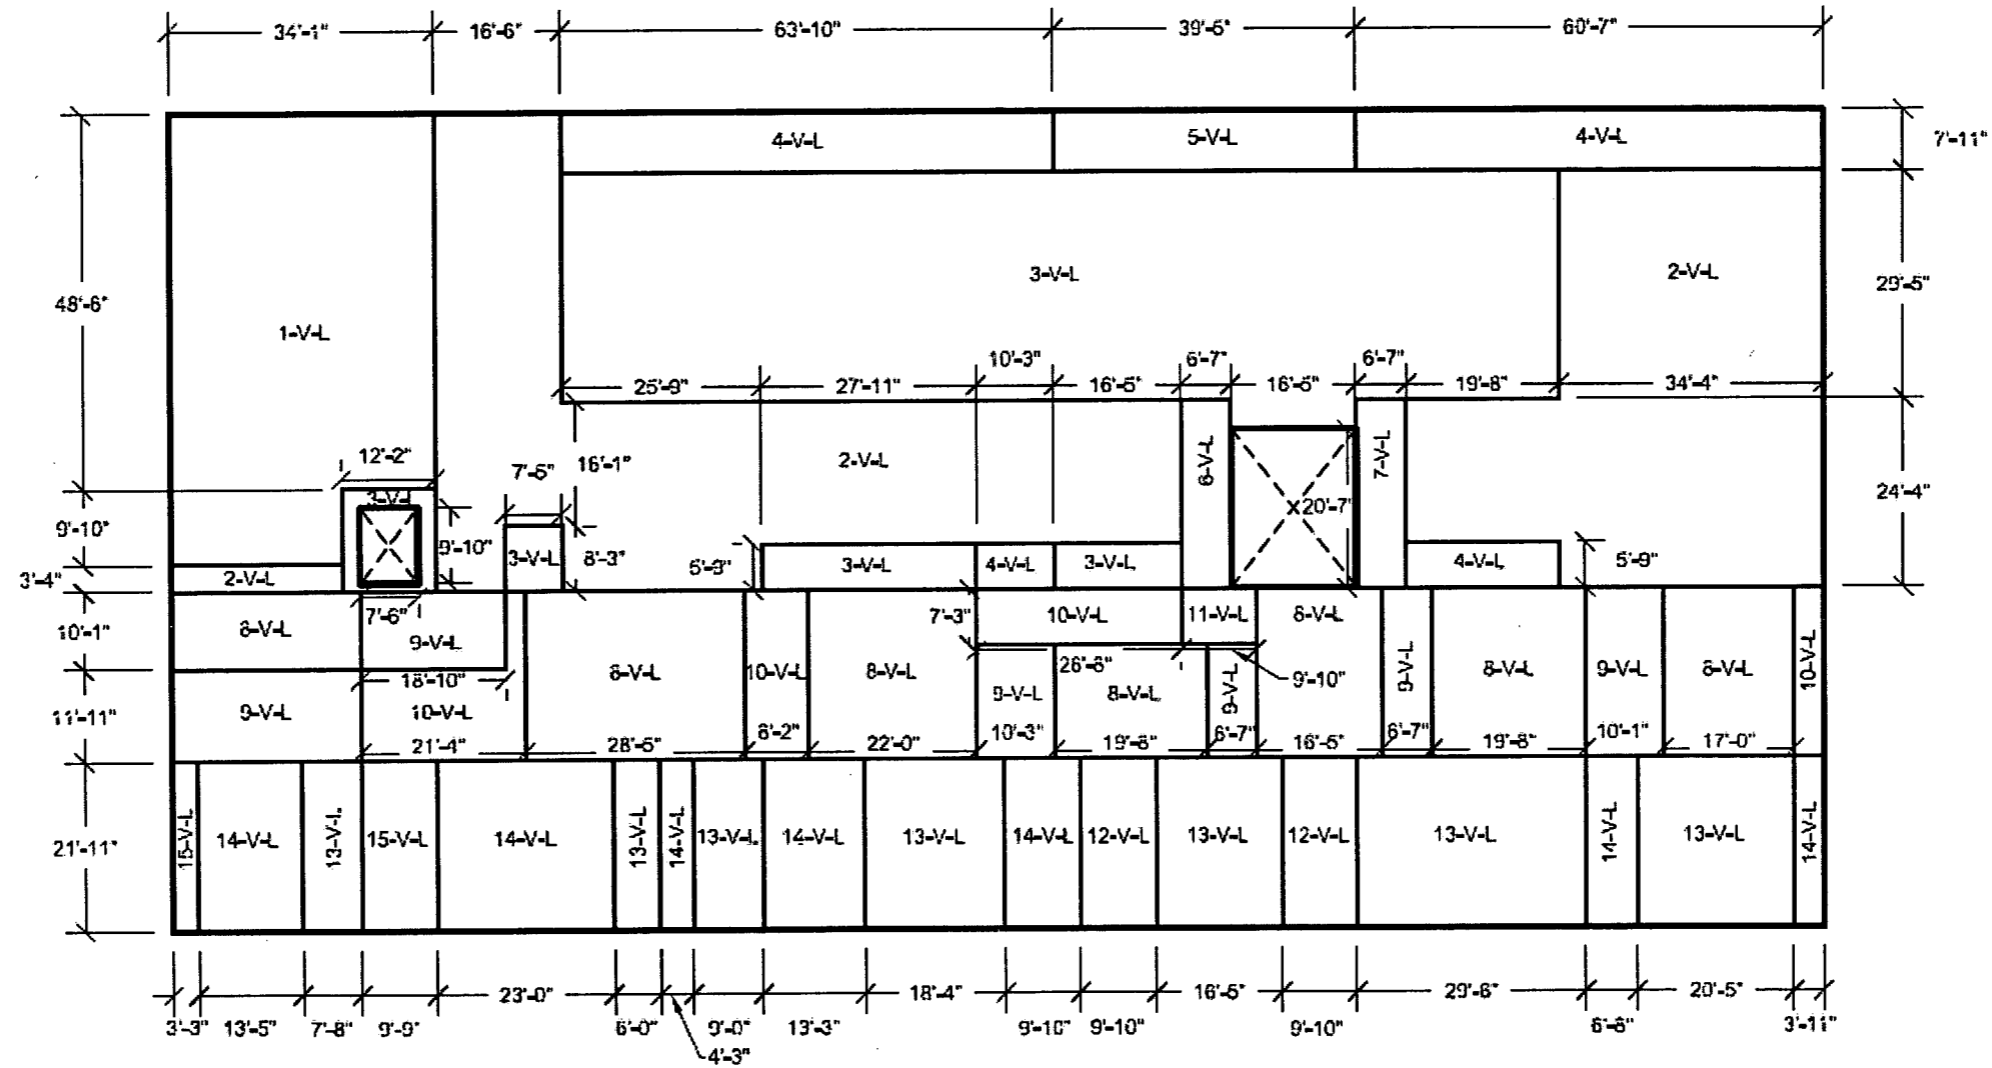 34'-1" 16'-6" 63'-10" 39'-5" 60'-7"
4-V-L 5-V-L 4-V-L 7'-11"
3-V-L 2-V-L 29'-5"
48'-6" 1-V-L
10'-3" 6'-7" 6'-7"
25'-9" 27'-11" 16'-5" 16'-5" 19'-8" 34'-4"
12'-2" 7'-5" 16'-1" 2-V-L 6-V-L 7-V-L
3-V-L 20'-7" 24'-4"
9'-10" 9'-10" 3-V-L 8'-3" 5'-9" 3-V-L 4-V-L 3-V-L 4-V-L 5'-9"
3'-4" 2-V-L
7'-6" 7'-3" 10-V-L 11-V-L 8-V-L
10'-1" 8-V-L 9-V-L
18'-10" 8-V-L 10-V-L 8-V-L 26'-8" 9'-10" 9-V-L 8-V-L 9-V-L 8-V-L 10-V-L
11'-11" 9-V-L 10-V-L 9-V-L 8-V-L 9-V-L
21'-4" 28'-5" 8'-2" 22'-0" 10'-3" 19'-8" 6'-7" 16'-5" 6'-7" 19'-8" 10'-1" 17'-0"
21'-11" 15-V-L 14-V-L 13-V-L 15-V-L 14-V-L 13-V-L 14-V-L 13-V-L 14-V-L 13-V-L 14-V-L 12-V-L 13-V-L 12-V-L 13-V-L 14-V-L 13-V-L 14-V-L
23'-0" 18'-4" 16'-5" 29'-6" 20'-5"
3'-3" 13'-5" 7'-8" 9'-9" 6'-0" 9'-0" 13'-3" 9'-10" 9'-10" 9'-10" 6'-8" 3'-11"
4'-3"